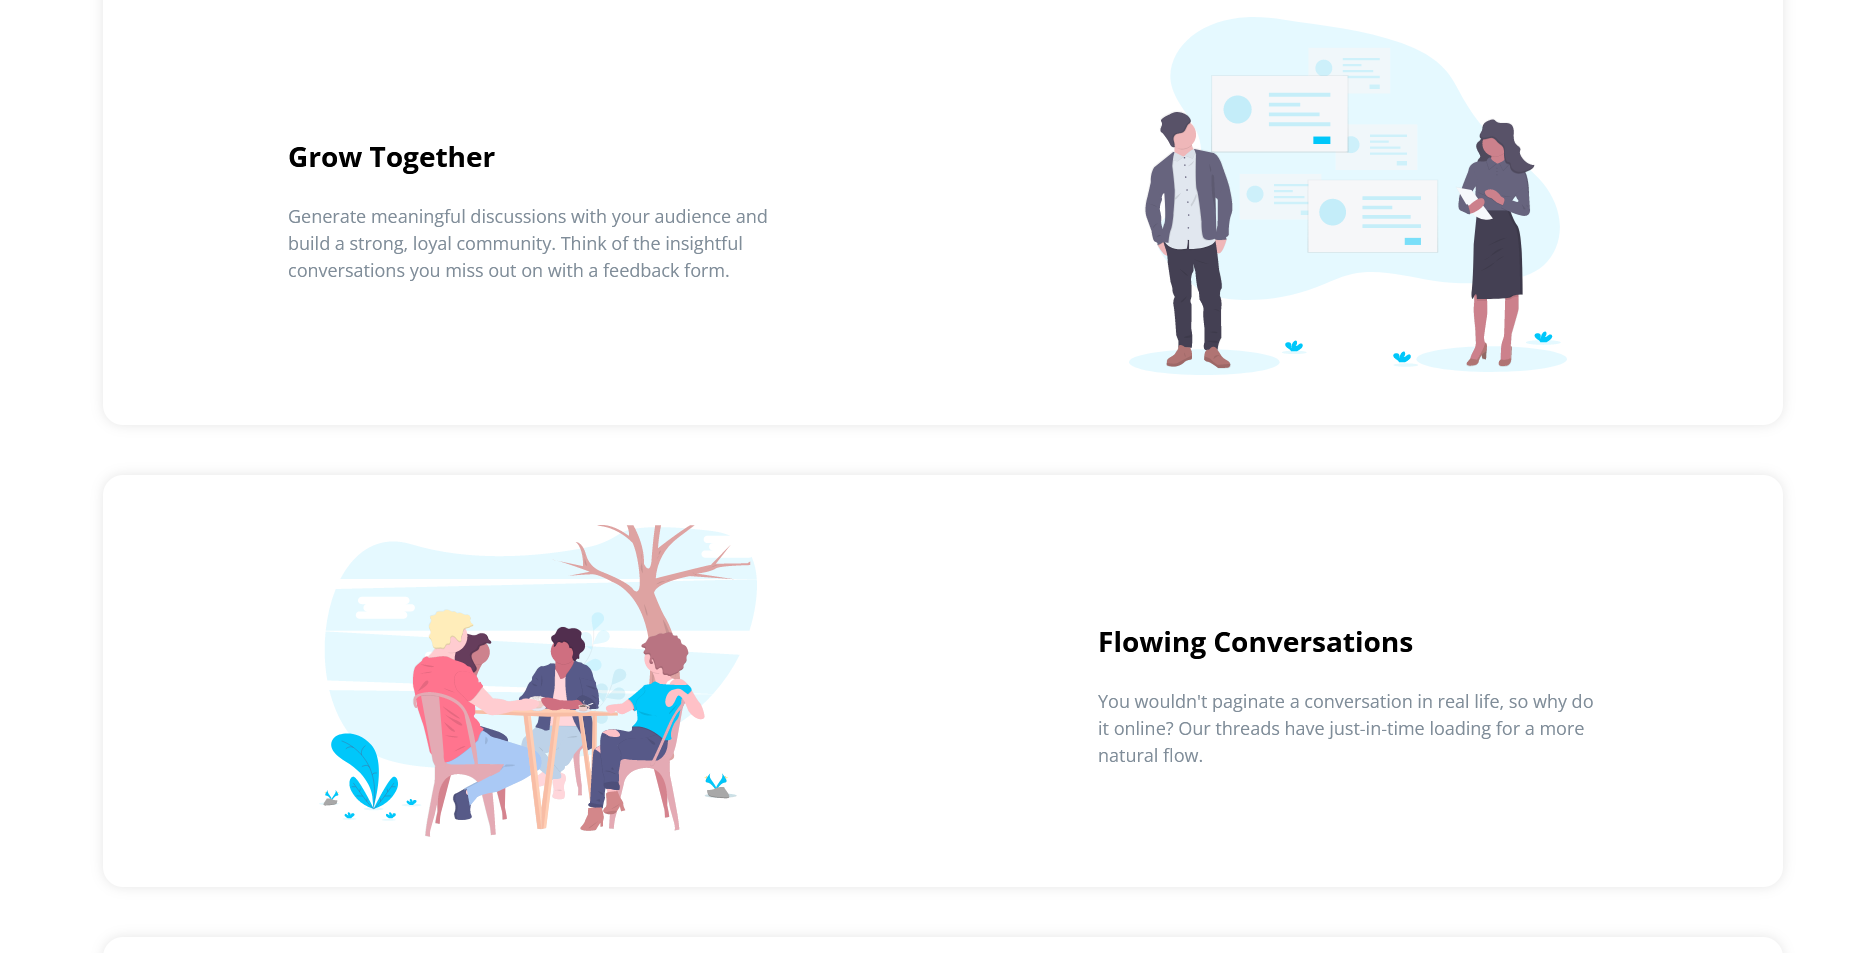 Grow Together
Generate meaningful discussions with your audience and
build a strong, loyal community. Think of the insightful
conversations you miss out on with a feedback form.
Flowing Conversations
You wouldn't paginate a conversation in real life, so why do
it online? Our threads have just-in-time loading for a more
natural flow.